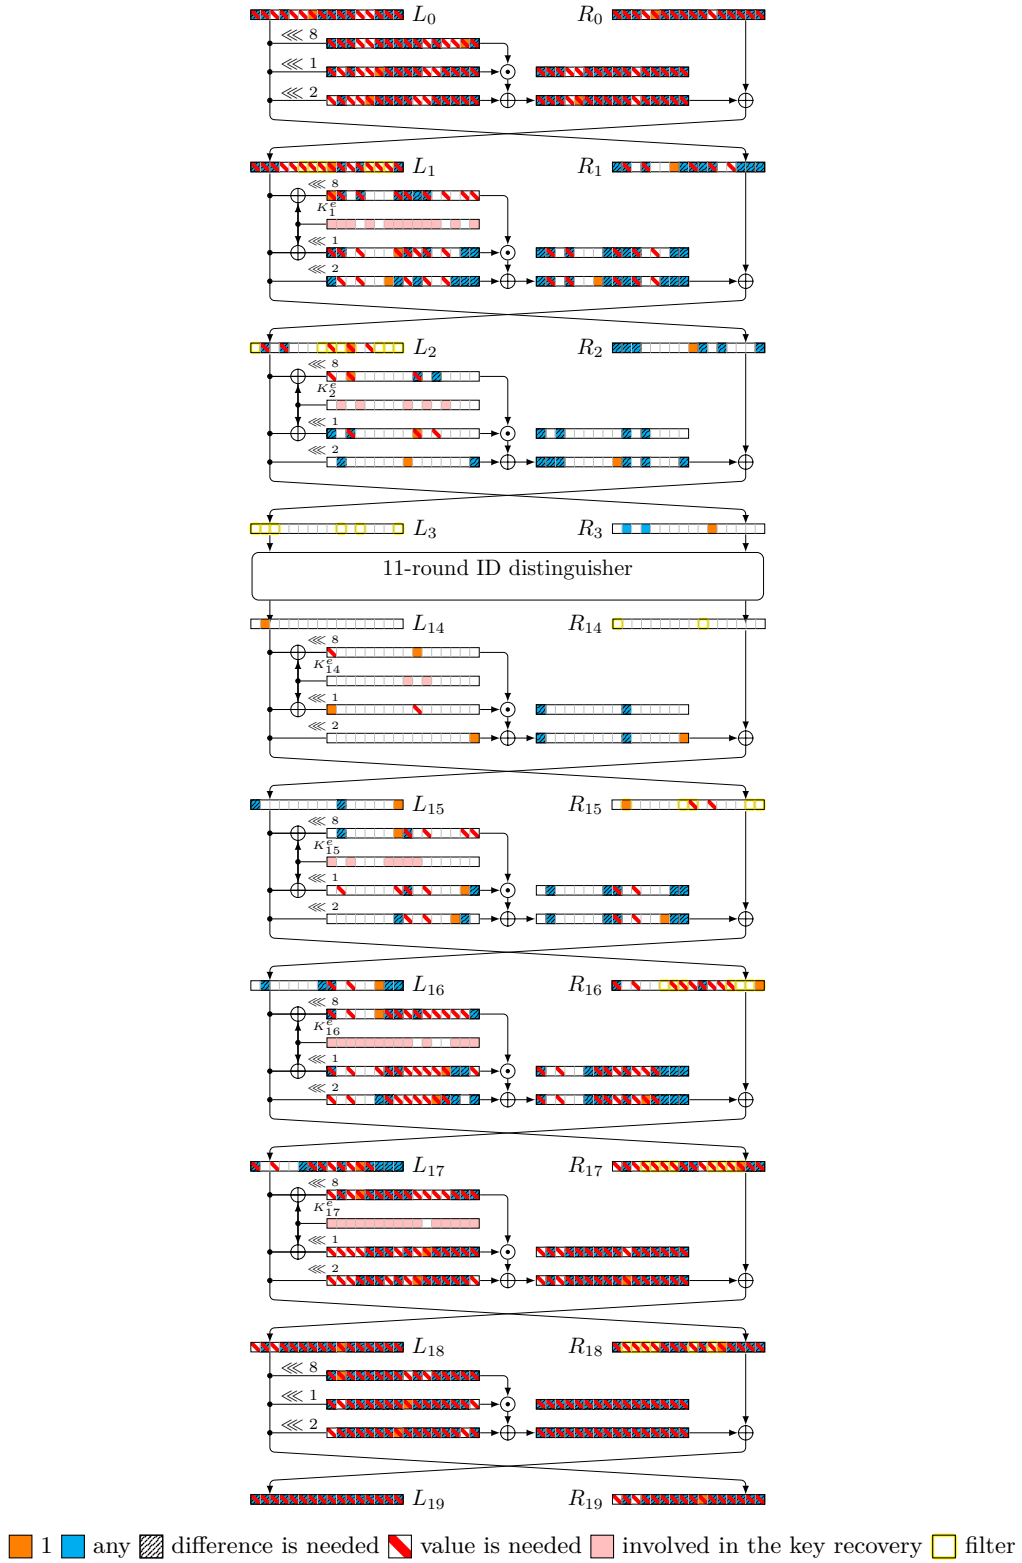 L₀ R₀
⋘ 8
⋘ 1
⋘ 2
L₁ R₁
⋘ 8
K₁ᵉ
⋘ 1
⋘ 2
L₂ R₂
⋘ 8
K₂ᵉ
⋘ 1
⋘ 2
L₃ R₃
11-round ID distinguisher
L₁₄ R₁₄
⋘ 8
K₁₄ᵉ
⋘ 1
⋘ 2
L₁₅ R₁₅
⋘ 8
K₁₅ᵉ
⋘ 1
⋘ 2
L₁₆ R₁₆
⋘ 8
K₁₆ᵉ
⋘ 1
⋘ 2
L₁₇ R₁₇
⋘ 8
K₁₇ᵉ
⋘ 1
⋘ 2
L₁₈ R₁₈
⋘ 8
⋘ 1
⋘ 2
L₁₉ R₁₉
1 any difference is needed value is needed involved in the key recovery filter